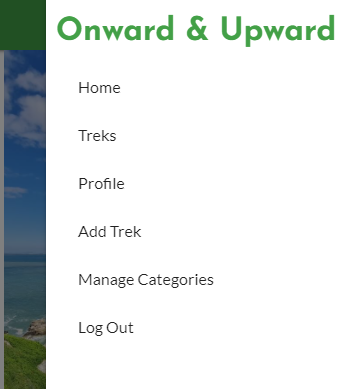 Onward & Upward
Home
Treks
Profile
Add Trek
Manage Categories
Log Out